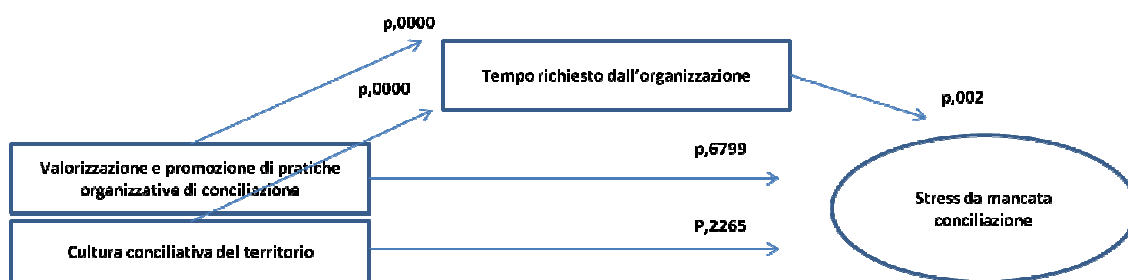 p,0000
Tempo richiesto dall'organizzazione
p,0000
p,002
Valorizzazione e promozione di pratiche
organizzative di conciliazione
p,6799
Stress da mancata
conciliazione
P,2265
Cultura conciliativa del territorio